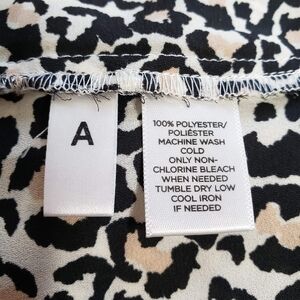 A
100% POLYESTER/
POLIÉSTER
MACHINE WASH
COLD
ONLY NON-
CHLORINE BLEACH
WHEN NEEDED
TUMBLE DRY LOW
COOL IRON
IF NEEDED